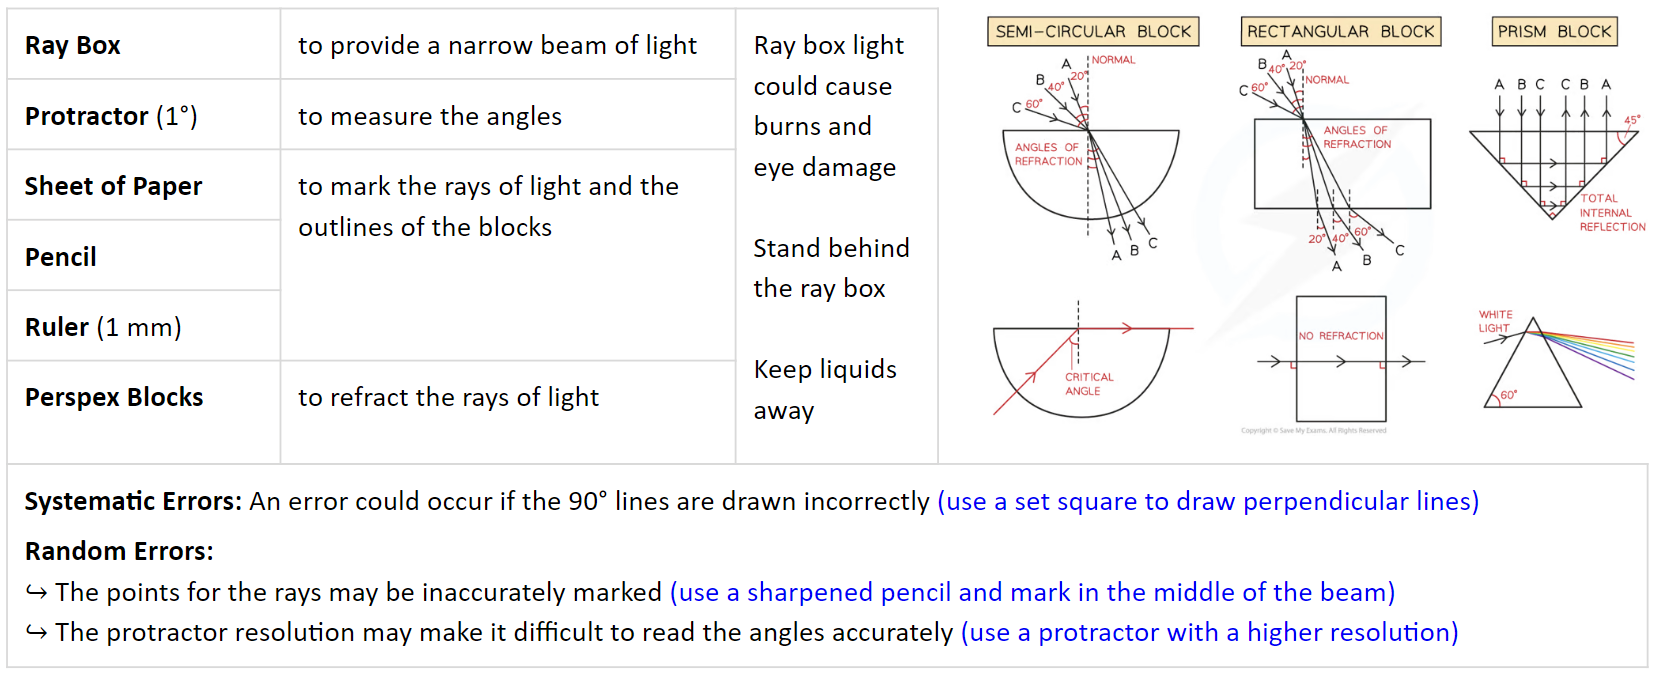 Ray Box
to provide a narrow beam of light
Protractor (1°)
to measure the angles
Sheet of Paper
to mark the rays of light and the
outlines of the blocks
Pencil
Ruler (1 mm)
Perspex Blocks
to refract the rays of light
Ray box light
could cause
burns and
eye damage
Stand behind
the ray box
Keep liquids
away
SEMI-CIRCULAR BLOCK
NORMAL
A
20°
B
40°
C 60°
ANGLES OF
REFRACTION
A B C
CRITICAL
ANGLE
RECTANGULAR BLOCK
A
B
40° 20°
NORMAL
C 60°
ANGLES OF
REFRACTION
20° 40° 60°
A B C
NO REFRACTION
Copyright © Save My Exams. All Rights Reserved
PRISM BLOCK
A B C C B A
45°
TOTAL
INTERNAL
REFLECTION
WHITE
LIGHT
60°
Systematic Errors: An error could occur if the 90° lines are drawn incorrectly (use a set square to draw perpendicular lines)
Random Errors:
↪ The points for the rays may be inaccurately marked (use a sharpened pencil and mark in the middle of the beam)
↪ The protractor resolution may make it difficult to read the angles accurately (use a protractor with a higher resolution)